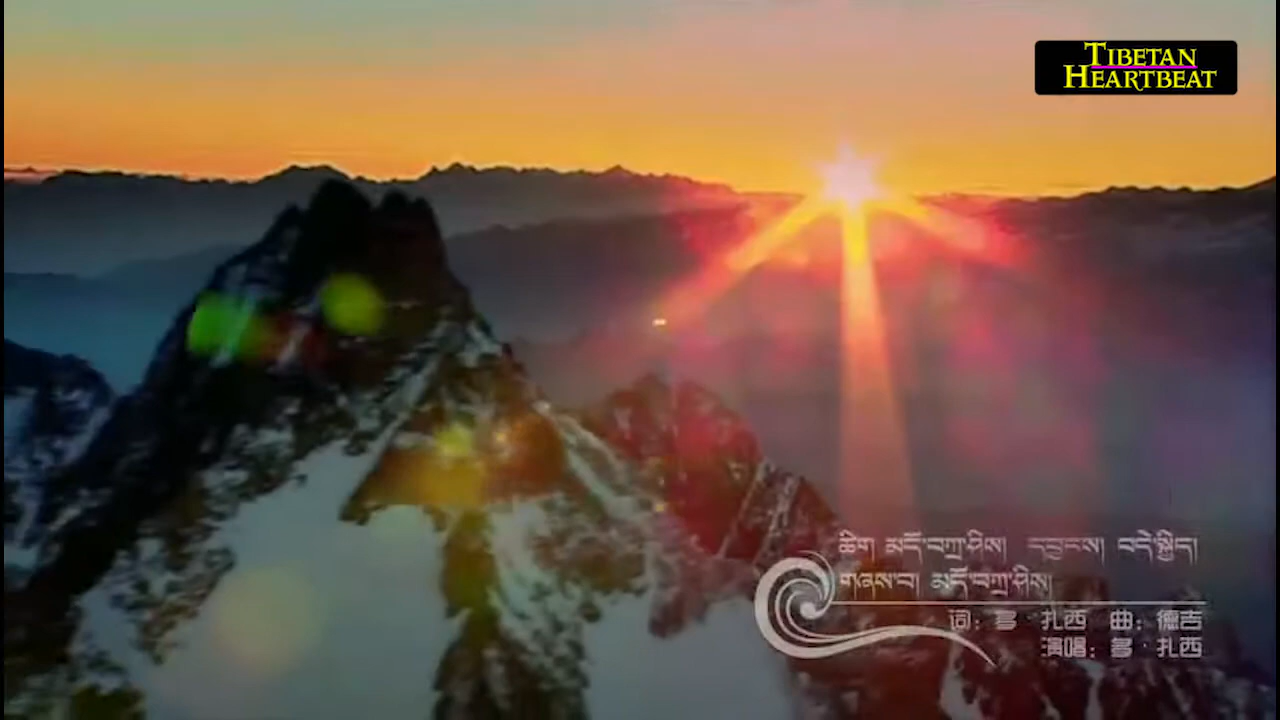 TIBETAN
HEARTBEAT
ཚིག། མདོ་བཀྲ་ཤིས། དབྱངས། བདེ་སྐྱིད།
གཞས་བ། མདོ་བཀྲ་ཤིས།
词：多·扎西 曲：德吉
演唱：多·扎西